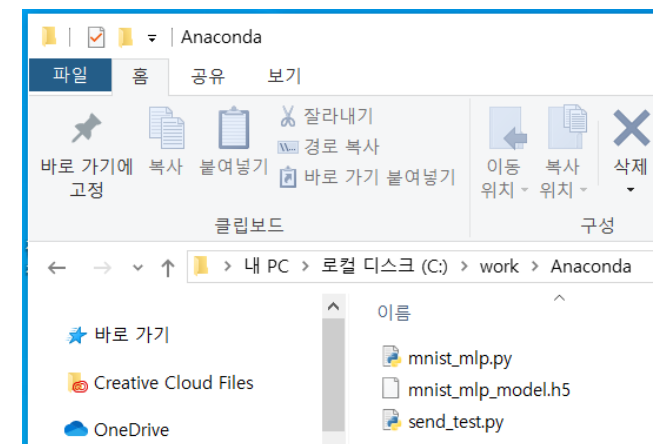 Anaconda
파일 홈 공유 보기
바로 가기에
고정
복사
붙여넣기
잘라내기
경로 복사
바로 가기 붙여넣기
이동
위치
복사
위치
삭제
클립보드
구성
내 PC > 로컬 디스크 (C:) > work > Anaconda
바로 가기
Creative Cloud Files
OneDrive
이름
mnist_mlp.py
mnist_mlp_model.h5
send_test.py